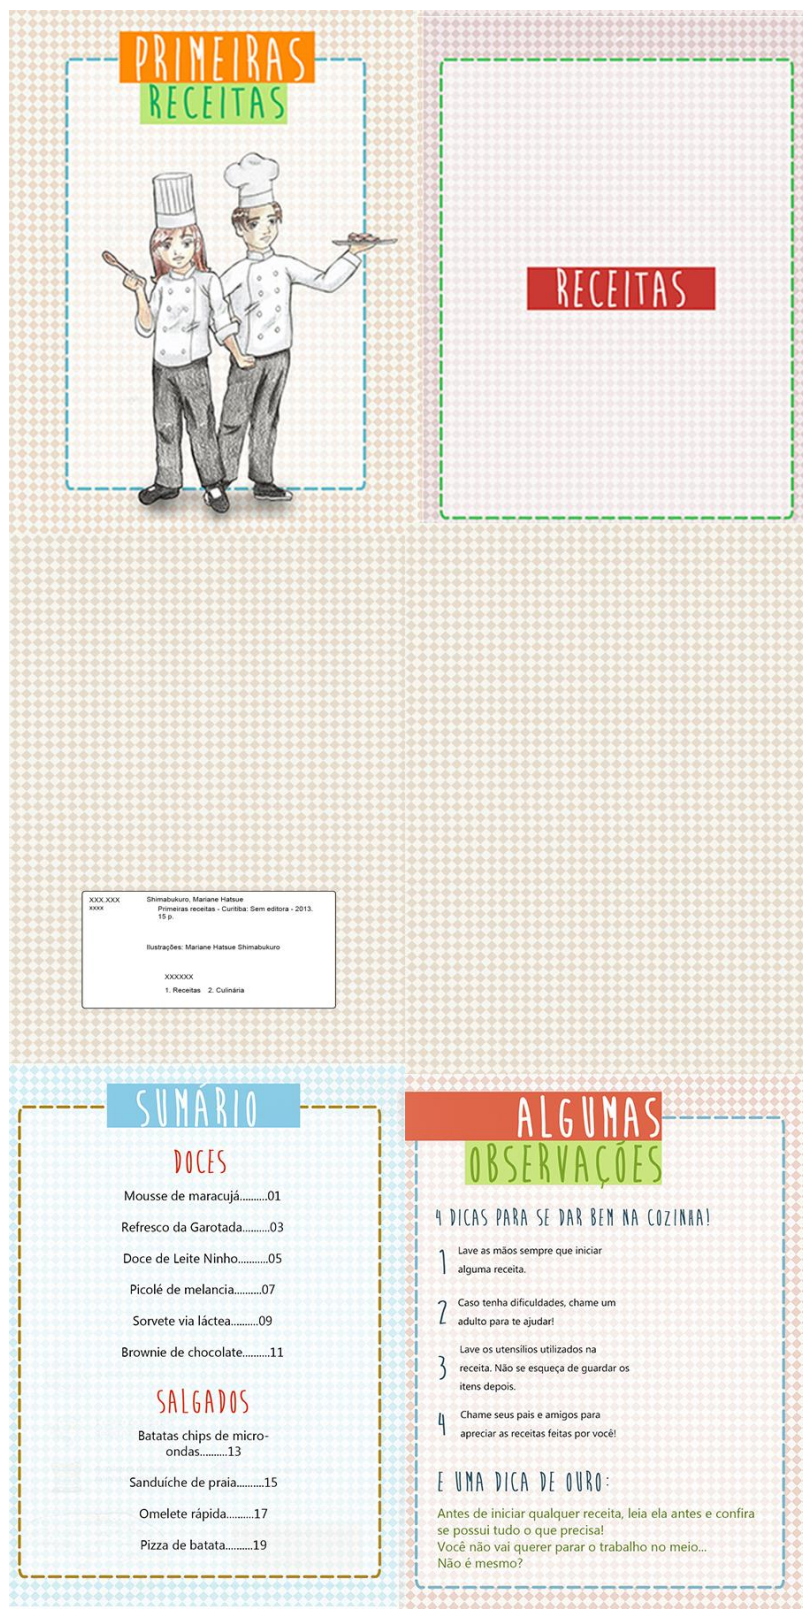 PRIMEIRAS
RECEITAS
RECEITAS
XXX.XXX
xxxx
Shimabukuro, Mariane Hatsue
Primeiras receitas - Curitiba: Sem editora - 2013.
15 p.
Ilustrações: Mariane Hatsue Shimabukuro
XXXXXX
1. Receitas 2. Culinária
SUMÁRIO
DOCES
Mousse de maracujá..........01
Refresco da Garotada..........03
Doce de Leite Ninho...........05
Picolé de melancia..........07
Sorvete via láctea..........09
Brownie de chocolate..........11
SALGADOS
Batatas chips de micro-
ondas..........13
Sanduíche de praia..........15
Omelete rápida..........17
Pizza de batata..........19
ALGUMAS
OBSERVAÇÕES
4 DICAS PARA SE DAR BEM NA COZINHA!
1 Lave as mãos sempre que iniciar
alguma receita.
2 Caso tenha dificuldades, chame um
adulto para te ajudar!
3 Lave os utensilios utilizados na
receita. Não se esqueça de guardar os
itens depois.
4 Chame seus pais e amigos para
apreciar as receitas feitas por você!
E UMA DICA DE OURO:
Antes de iniciar qualquer receita, leia ela antes e confira
se possui tudo o que precisa!
Você não vai querer parar o trabalho no meio...
Não é mesmo?